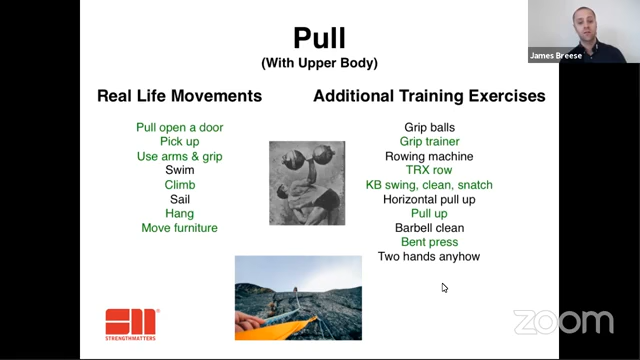 Pull
(With Upper Body)
Real Life Movements
Pull open a door
Pick up
Use arms & grip
Swim
Climb
Sail
Hang
Move furniture
Additional Training Exercises
Grip balls
Grip trainer
Rowing machine
TRX row
KB swing, clean, snatch
Horizontal pull up
Pull up
Barbell clean
Bent press
Two hands anyhow
James Breese
STRENGTHMATTERS
zoom